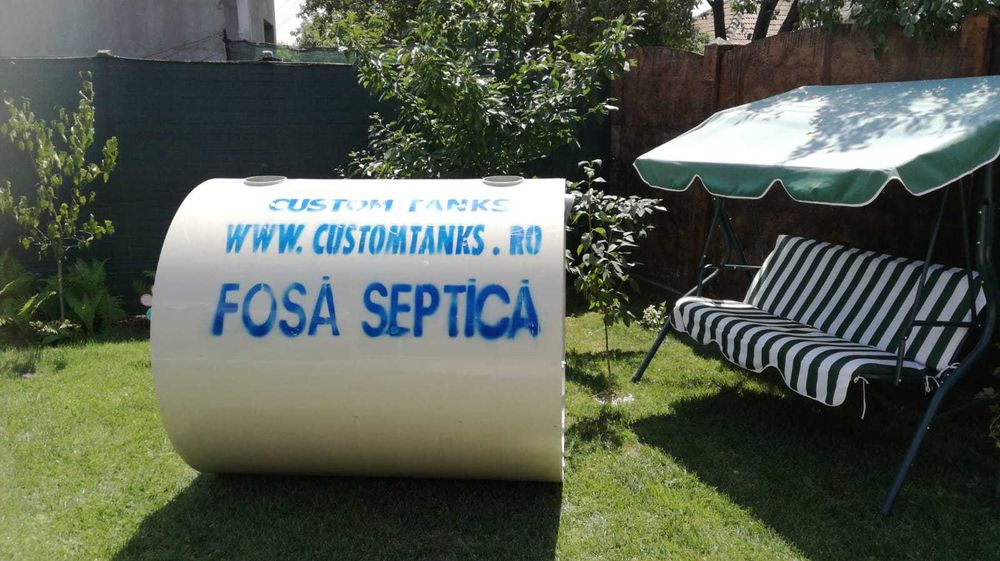 CUSTOM TANKS
WWW.CUSTOMTANKS.RO
FOSĂ SEPTICĂ